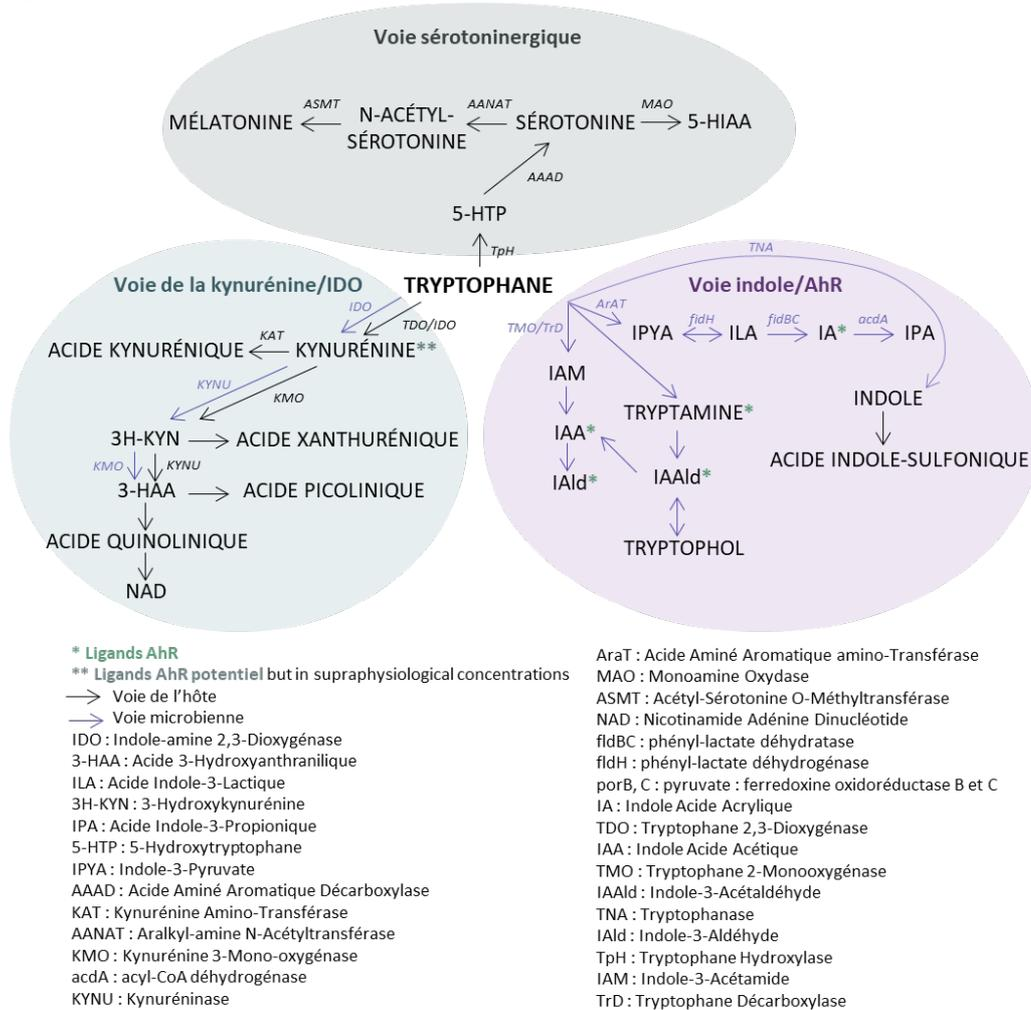 Voie sérotoninergique
MÉLATONINE
ASMT
N-ACÉTYL-
SÉROTONINE
AANAT
SÉROTONINE
MAO
5-HIAA
AAAD
5-HTP
TpH
TRYPTOPHANE
Voie de la kynurénine/IDO
IDO
TDO/IDO
ACIDE KYNURÉNIQUE
KAT
KYNURÉNINE**
KYNU
KMO
3H-KYN
ACIDE XANTHURÉNIQUE
KMO
KYNU
3-HAA
ACIDE PICOLINIQUE
ACIDE QUINOLINIQUE
NAD
TNA
Voie indole/AhR
TMO/TrD
ArAT
IPYA
fidH
ILA
fidBC
IA*
acdA
IPA
IAM
INDOLE
TRYPTAMINE*
IAA*
ACIDE INDOLE-SULFONIQUE
IAld*
IAAld*
TRYPTOPHOL
* Ligands AhR
** Ligands AhR potentiel but in supraphysiological concentrations
Voie de l'hôte
Voie microbienne
IDO : Indole-amine 2,3-Dioxygénase
3-HAA : Acide 3-Hydroxyanthranilique
ILA : Acide Indole-3-Lactique
3H-KYN : 3-Hydroxykynurénine
IPA : Acide Indole-3-Propionique
5-HTP : 5-Hydroxytryptophane
IPYA : Indole-3-Pyruvate
AAAD : Acide Aminé Aromatique Décarboxylase
KAT : Kynurénine Amino-Transférase
AANAT : Aralkyl-amine N-Acétyltransférase
KMO : Kynurénine 3-Mono-oxygénase
acdA : acyl-CoA déhydrogénase
KYNU : Kynuréninase
AraT : Acide Aminé Aromatique amino-Transférase
MAO : Monoamine Oxydase
ASMT : Acétyl-Sérotonine O-Méthyltransférase
NAD : Nicotinamide Adénine Dinucléotide
fldBC : phényl-lactate déhydratase
fldH : phényl-lactate déhydrogénase
porB, C : pyruvate : ferredoxine oxidoréductase B et C
IA : Indole Acide Acrylique
TDO : Tryptophane 2,3-Dioxygénase
IAA : Indole Acide Acétique
TMO : Tryptophane 2-Monooxygénase
IAAld : Indole-3-Acétaldéhyde
TNA : Tryptophanase
IAld : Indole-3-Aldéhyde
TpH : Tryptophane Hydroxylase
IAM : Indole-3-Acétamide
TrD : Tryptophane Décarboxylase